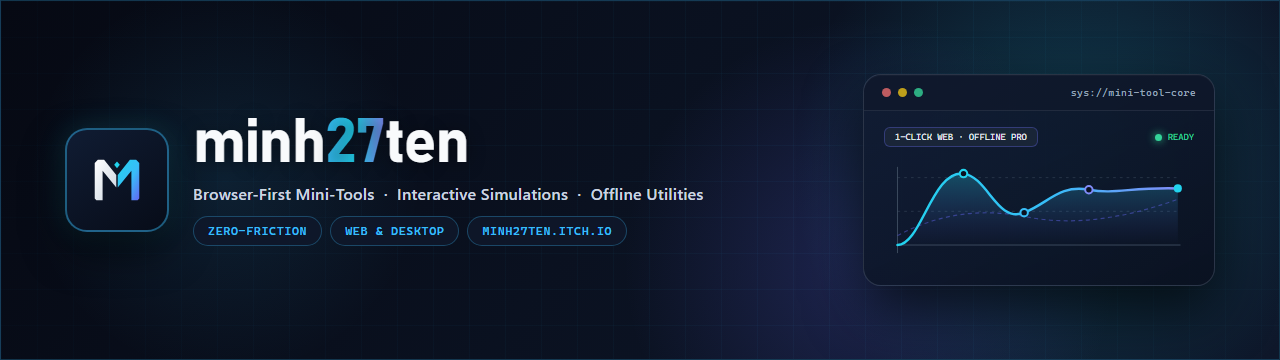 minh27ten
Browser-First Mini-Tools · Interactive Simulations · Offline Utilities
ZERO-FRICTION
WEB & DESKTOP
MINH27TEN.ITCH.IO
sys://mini-tool-core
1-CLICK WEB · OFFLINE PRO
READY